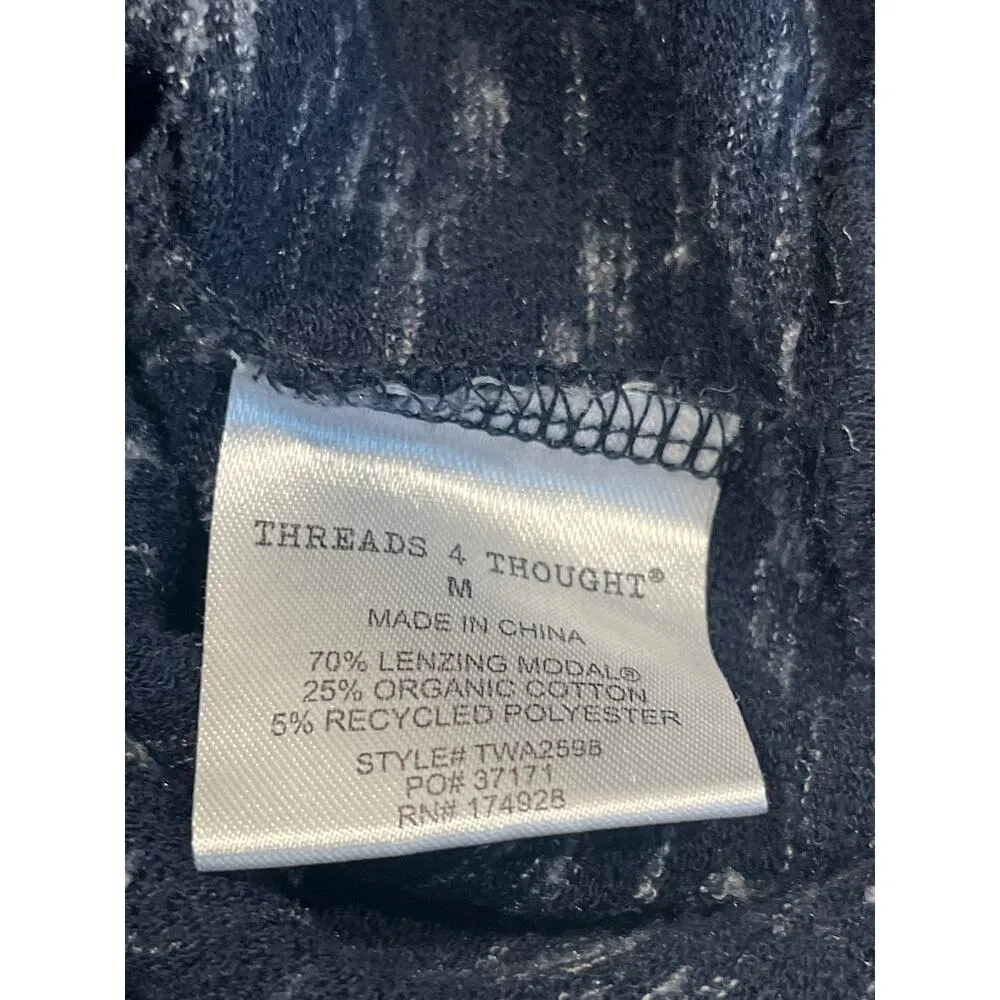 THREADS 4 THOUGHT®
M
MADE IN CHINA
70% LENZING MODAL®
25% ORGANIC COTTON
5% RECYCLED POLYESTER
STYLE# TWA2598
PO# 37171
RN# 174928